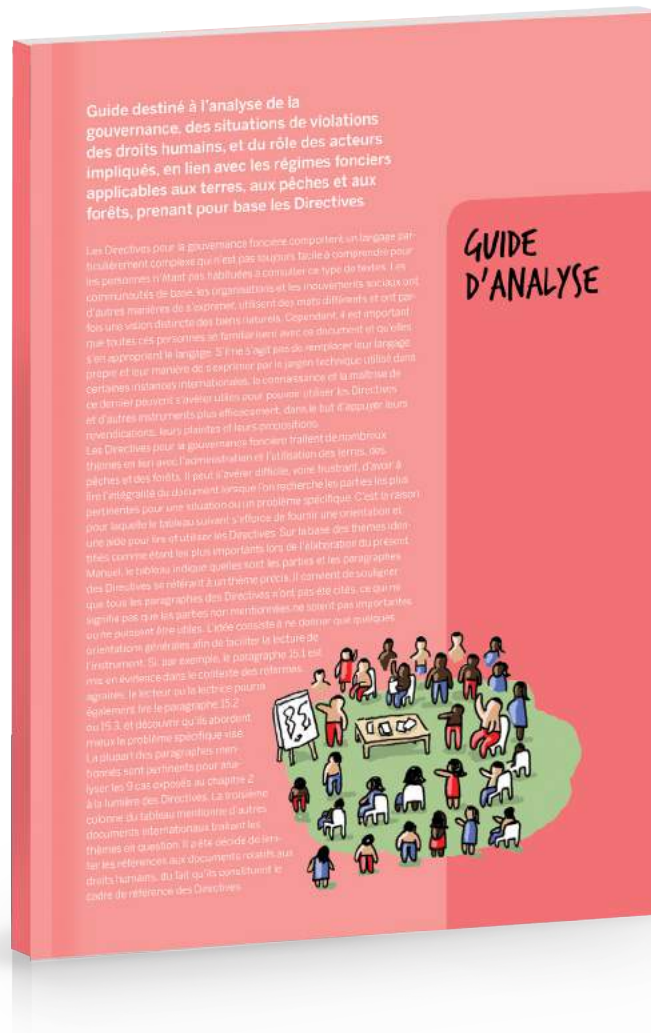 Guide destiné à l'analyse de la
gouvernance, des situations de violations
des droits humains, et du rôle des acteurs
impliqués, en lien avec les régimes fonciers
applicables aux terres, aux pêches et aux
forêts, prenant pour base les Directives
Les Directives pour la gouvernance foncière comportent un langage par-
ticulièrement complexe qui n'est pas toujours facile à comprendre pour
les personnes n'étant pas habituées à consulter ce type de textes. Les
communautés de base, les organisations et les mouvements sociaux ont
d'autres manières de s'exprimer, utilisent des mots différents et ont par-
fois une vision distincte des biens naturels. Cependant, il est important
que toutes ces personnes se familiarisent avec ce document et qu'elles
s'en approprient le langage. S'il ne s'agit pas de remplacer leur langage
propre et leur manière de s'exprimer par le jargon technique utilisé dans
certaines instances internationales, la connaissance et la maîtrise de
ce dernier peuvent s'avérer utiles pour pouvoir utiliser les Directives
et d'autres instruments plus efficacement, dans le but d'appuyer leurs
revendications, leurs plaintes et leurs propositions.
Les Directives pour la gouvernance foncière traitent de nombreux
thèmes en lien avec l'administration et l'utilisation des terres, des
pêches et des forêts. Il peut s'avérer difficile, voire frustrant, d'avoir à
lire l'intégralité du document lorsque l'on recherche les parties les plus
pertinentes pour une situation ou un problème spécifique. C'est la raison
pour laquelle le tableau suivant s'efforce de fournir une orientation et
une aide pour lire et utiliser les Directives. Sur la base des thèmes iden-
tifiés comme étant les plus importants lors de l'élaboration du présent
Manuel, le tableau indique quelles sont les parties et les paragraphes
des Directives se référant à un thème précis. Il convient de souligner
que tous les paragraphes des Directives n'ont pas été cités, ce qui ne
signifie pas que les parties non mentionnées ne soient pas importantes
ou ne puissent être utiles. L'idée consiste à ne donner que quelques
orientations générales afin de faciliter la lecture de
l'instrument. Si, par exemple, le paragraphe 15.1 est
mis en évidence dans le contexte des réformes
agraires, le lecteur ou la lectrice pourra
également lire le paragraphe 15.2
ou 15.3, et découvrir qu'ils abordent
mieux le problème spécifique visé.
La plupart des paragraphes men-
tionnés sont pertinents pour ana-
lyser les 9 cas exposés au chapitre 2
à la lumière des Directives. La troisième
colonne du tableau mentionne d'autres
documents internationaux traitant les
thèmes en question. Il a été décidé de limi-
ter les références aux documents relatifs aux
droits humains, du fait qu'ils constituent le
cadre de référence des Directives.
GUIDE
D'ANALYSE